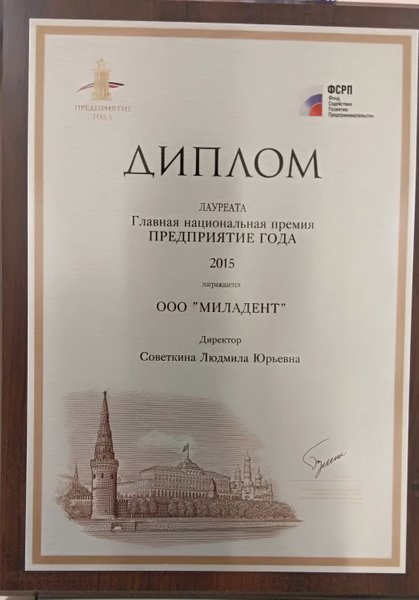 ПРЕДПРИЯТИЕ
ГОДА
ФСРП
Фонд
Содействия
Развитию
Предпринимательства
ДИПЛОМ
ЛАУРЕАТА
Главная национальная премия
ПРЕДПРИЯТИЕ ГОДА
2015
награждается
ООО "МИЛАДЕНТ"
Директор
Советкина Людмила Юрьевна